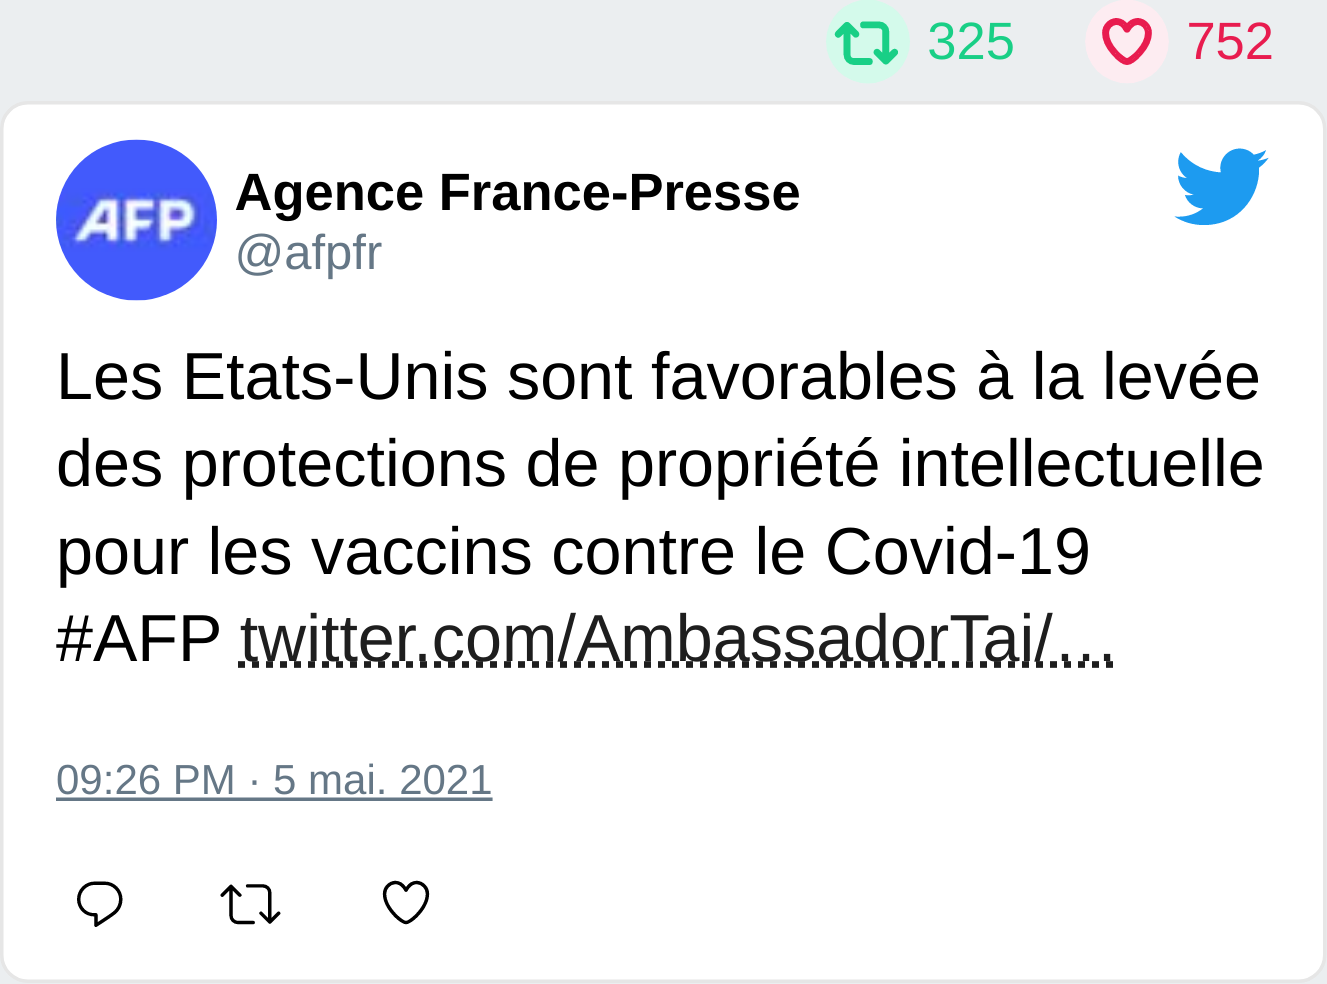 325 752
AFP
Agence France-Presse
@afpfr
Les Etats-Unis sont favorables à la levée
des protections de propriété intellectuelle
pour les vaccins contre le Covid-19
#AFP twitter.com/AmbassadorTai/...
09:26 PM · 5 mai. 2021